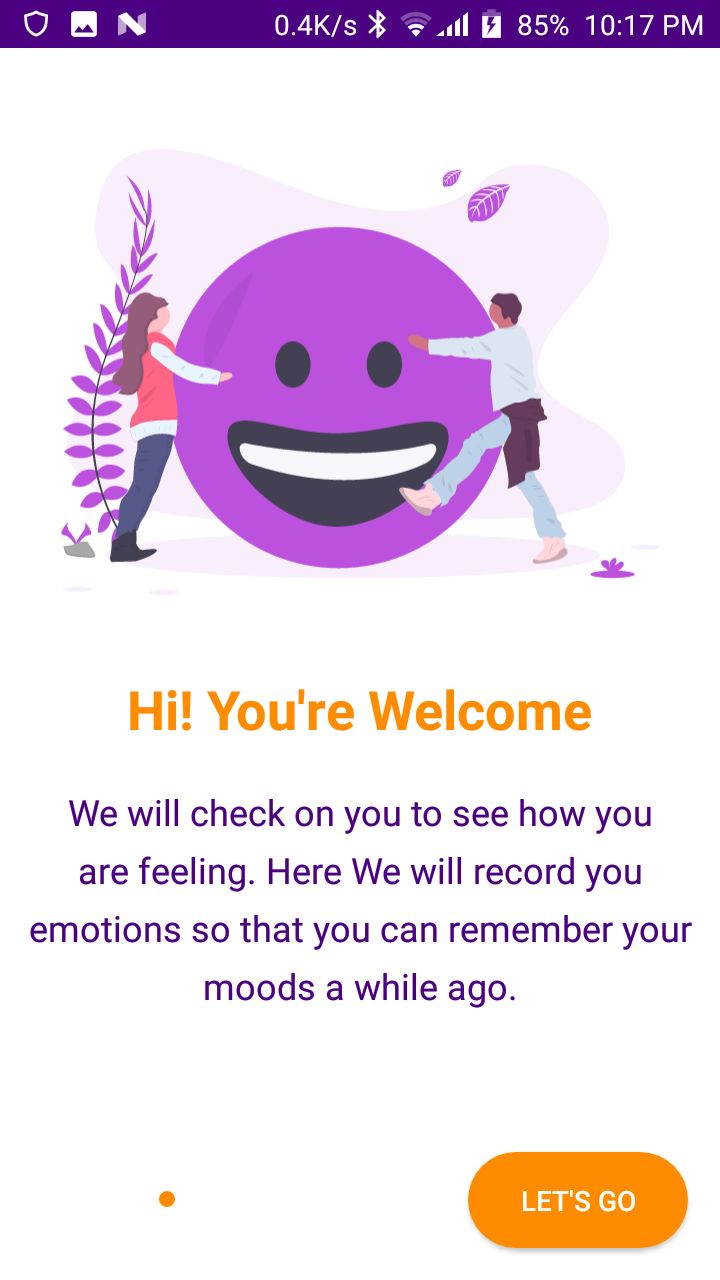 0.4K/s 85% 10:17 PM
Hi! You're Welcome
We will check on you to see how you
are feeling. Here We will record you
emotions so that you can remember your
moods a while ago.
LET'S GO